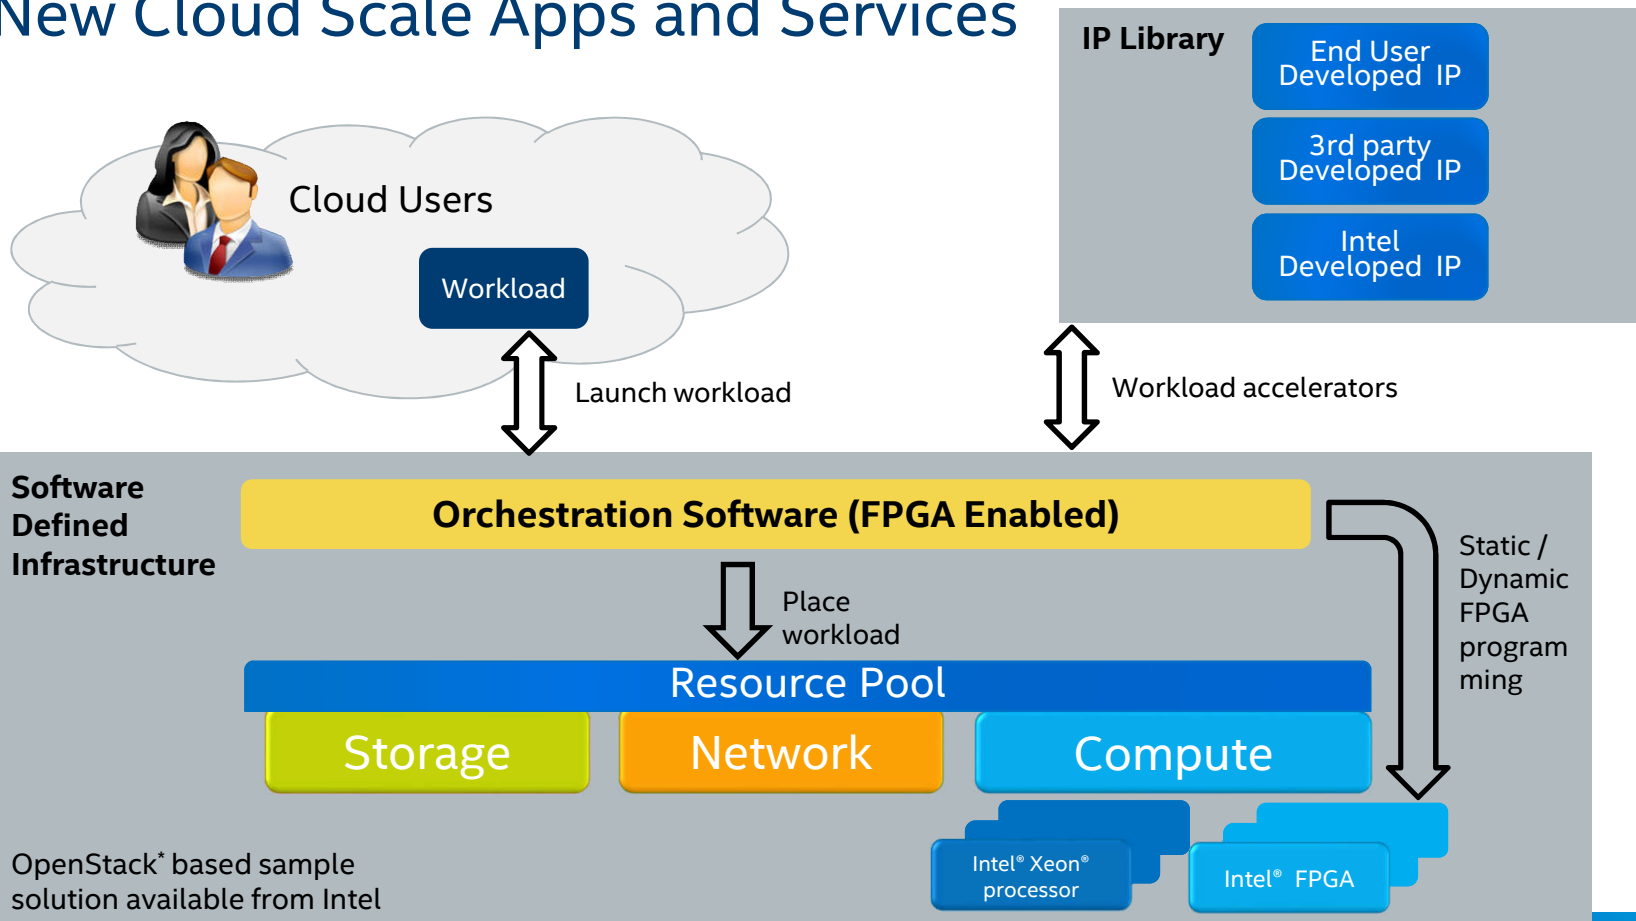 New Cloud Scale Apps and Services
IP Library
End User
Developed IP
3rd party
Developed IP
Intel
Developed IP
Cloud Users
Workload
Launch workload
Workload accelerators
Software
Defined
Infrastructure
Orchestration Software (FPGA Enabled)
Static /
Dynamic
FPGA
program
ming
Place
workload
Resource Pool
Storage
Network
Compute
Intel® Xeon®
processor
Intel® FPGA
OpenStack* based sample
solution available from Intel